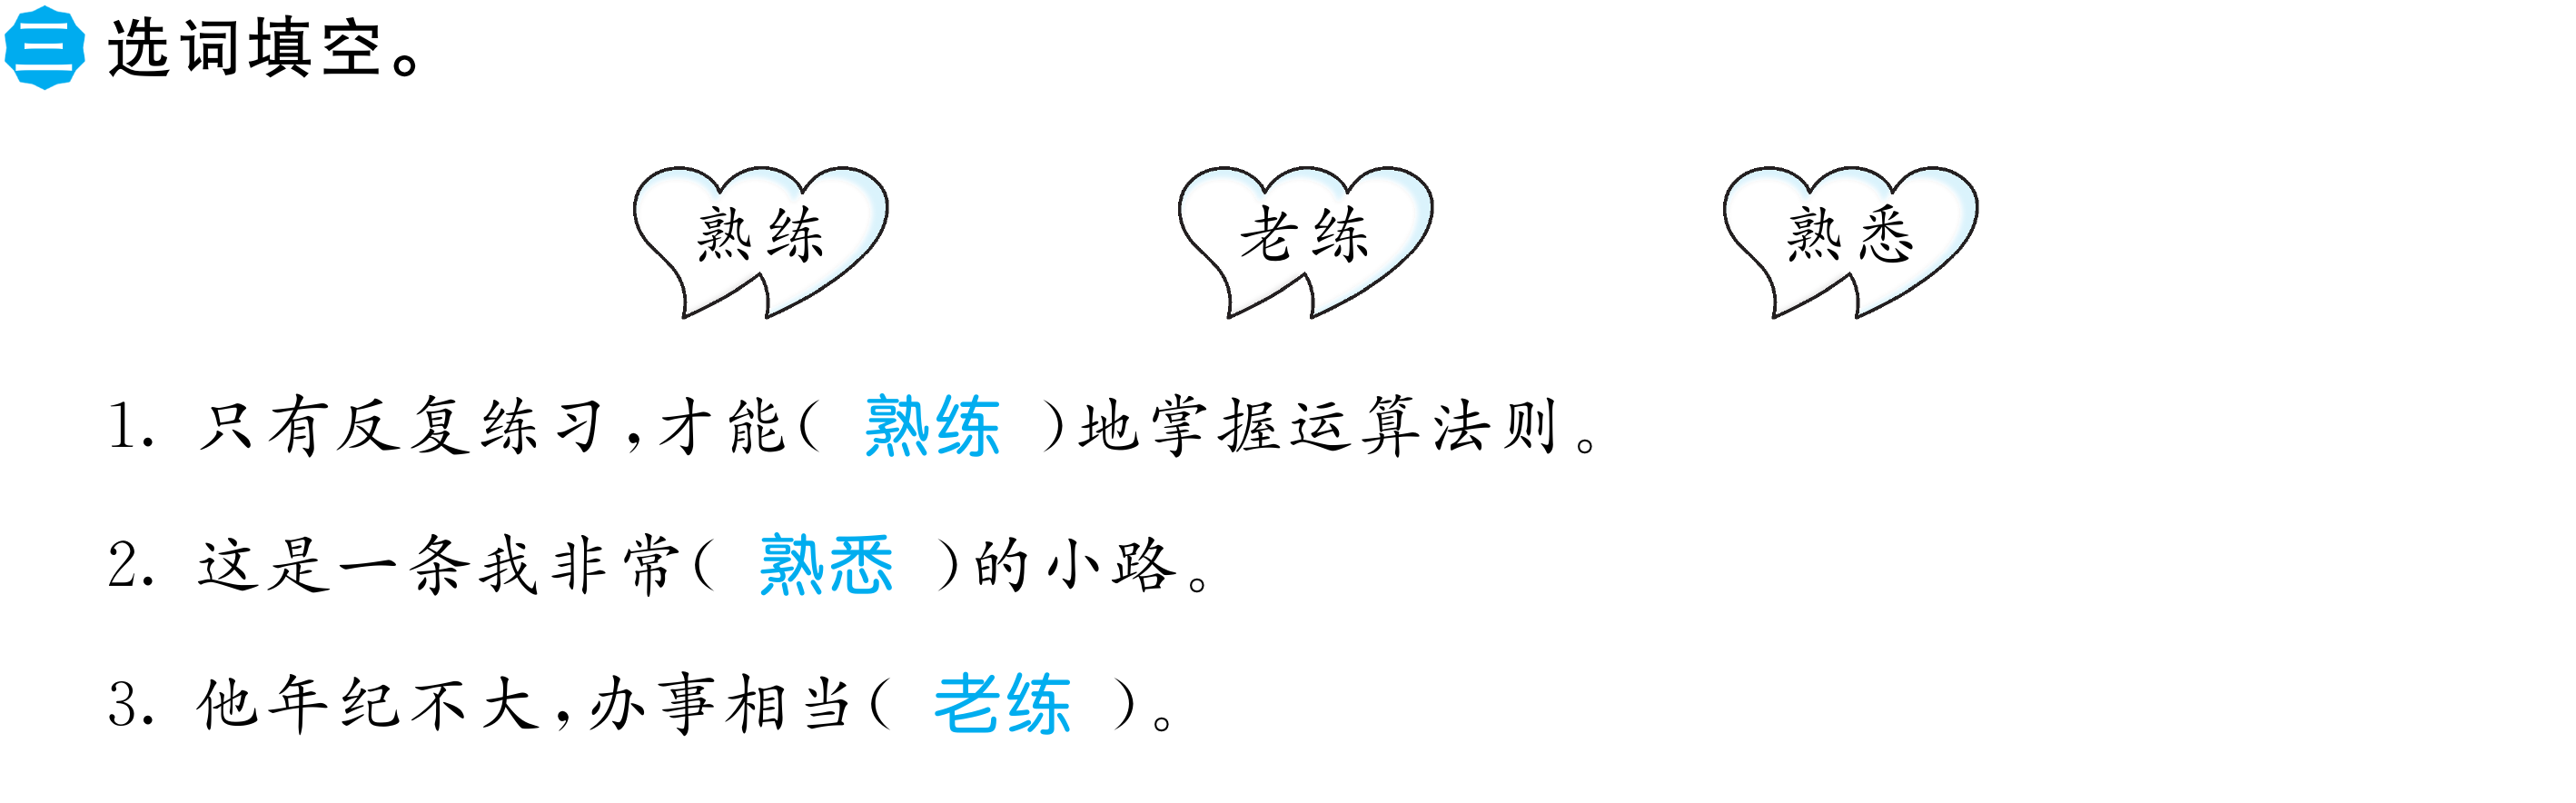 三 选词填空。
熟练 老练 熟悉
1. 只有反复练习,才能( 熟练 )地掌握运算法则。
2. 这是一条我非常( 熟悉 )的小路。
3. 他年纪不大,办事相当( 老练 )。